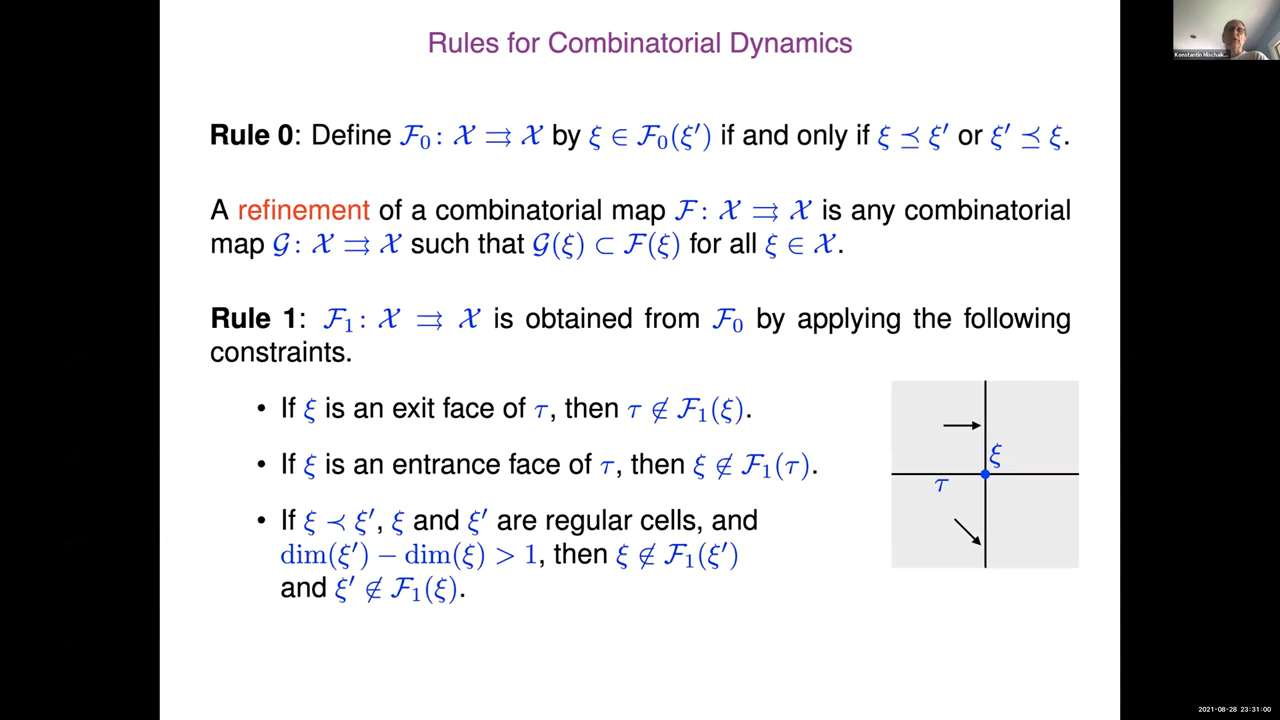 Rules for Combinatorial Dynamics
Konstantin Mischaik...
Rule 0: Define ℱ₀: 𝒳 ⇉ 𝒳 by ξ ∈ ℱ₀(ξ′) if and only if ξ ⪯ ξ′ or ξ′ ⪯ ξ.
A refinement of a combinatorial map ℱ: 𝒳 ⇉ 𝒳 is any combinatorial
map 𝒢: 𝒳 ⇉ 𝒳 such that 𝒢(ξ) ⊂ ℱ(ξ) for all ξ ∈ 𝒳.
Rule 1: ℱ₁: 𝒳 ⇉ 𝒳 is obtained from ℱ₀ by applying the following
constraints.
• If ξ is an exit face of τ, then τ ∉ ℱ₁(ξ).
• If ξ is an entrance face of τ, then ξ ∉ ℱ₁(τ).
• If ξ ≺ ξ′, ξ and ξ′ are regular cells, and
dim(ξ′) − dim(ξ) > 1, then ξ ∉ ℱ₁(ξ′)
and ξ′ ∉ ℱ₁(ξ).
ξ
τ
2021-08-28 23:31:00